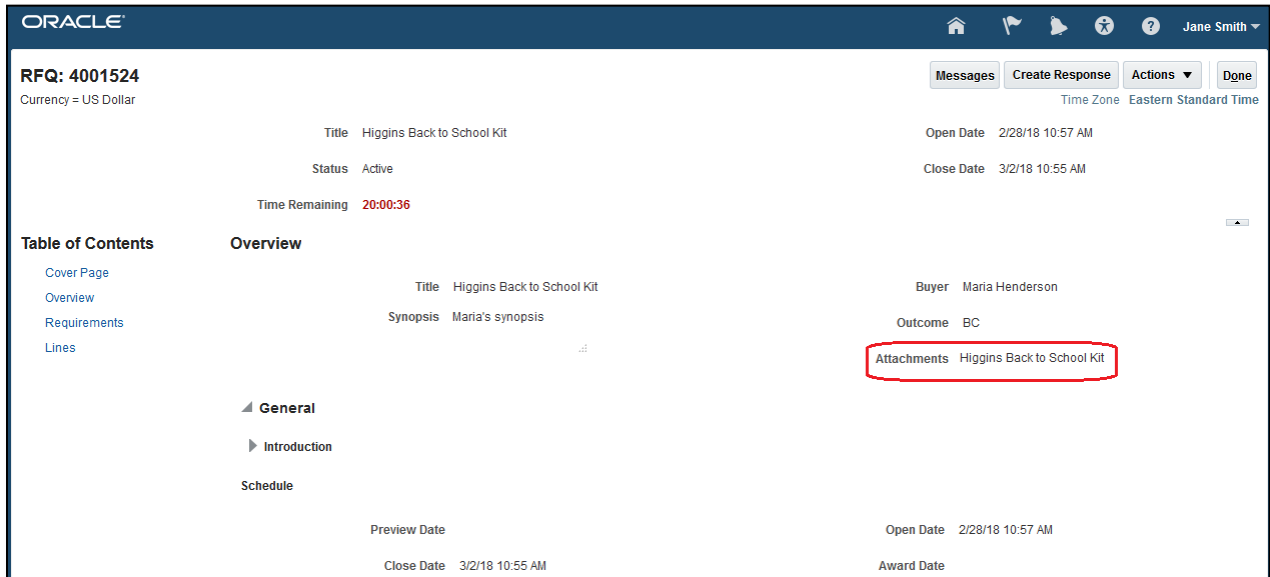 ORACLE
Jane Smith
RFQ: 4001524
Messages Create Response Actions Done
Currency = US Dollar
Time Zone Eastern Standard Time
Title Higgins Back to School Kit
Open Date 2/28/18 10:57 AM
Status Active
Close Date 3/2/18 10:55 AM
Time Remaining 20:00:36
Table of Contents
Cover Page
Overview
Requirements
Lines
Overview
Title Higgins Back to School Kit
Buyer Maria Henderson
Synopsis Maria's synopsis
Outcome BC
Attachments Higgins Back to School Kit
General
Introduction
Schedule
Preview Date
Open Date 2/28/18 10:57 AM
Close Date 3/2/18 10:55 AM
Award Date